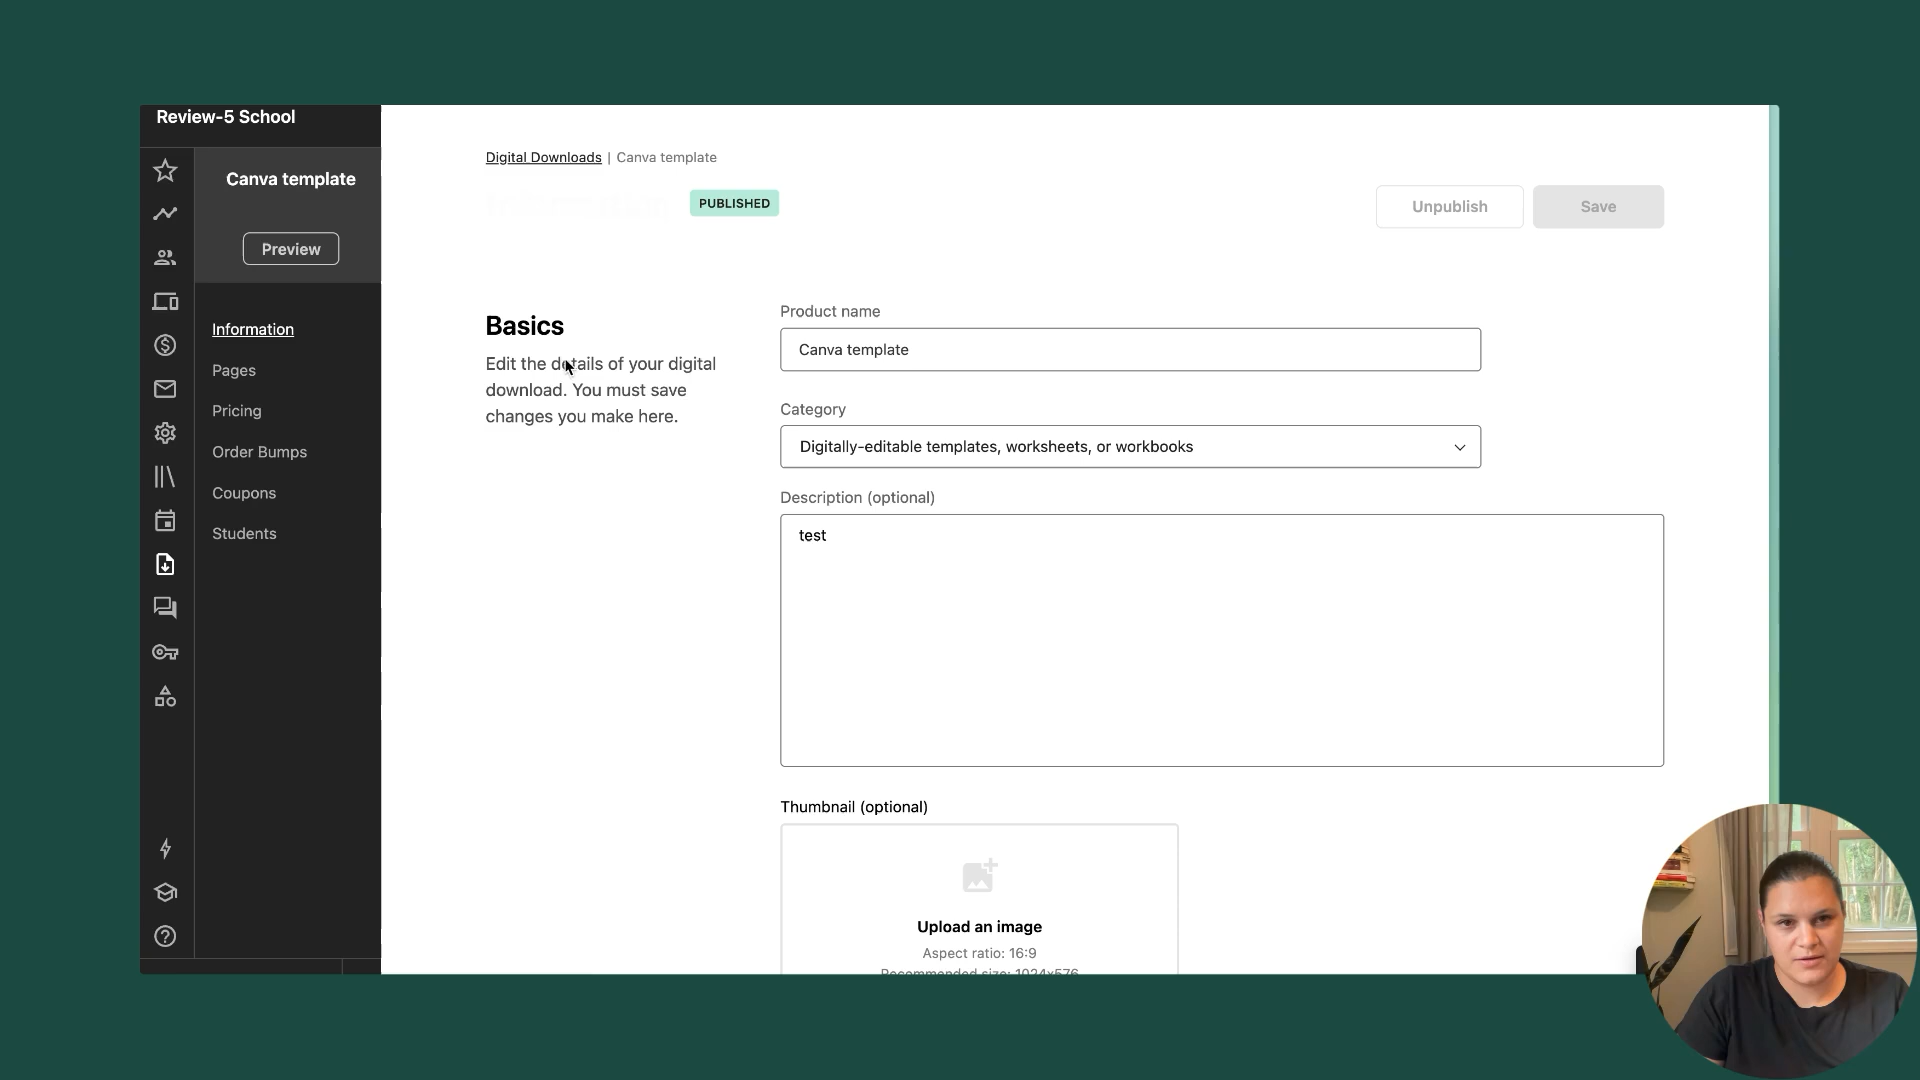 Review-5 School
Canva template
Preview
Information
Pages
Pricing
Order Bumps
Coupons
Students
Digital Downloads | Canva template
PUBLISHED
Unpublish
Save
Basics
Edit the details of your digital
download. You must save
changes you make here.
Product name
Canva template
Category
Digitally-editable templates, worksheets, or workbooks
Description (optional)
test
Thumbnail (optional)
Upload an image
Aspect ratio: 16:9
Recommended size: 1024x576